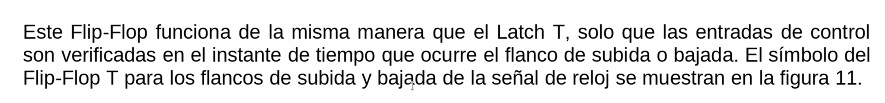 Este Flip-Flop funciona de la misma manera que el Latch T, solo que las entradas de control
son verificadas en el instante de tiempo que ocurre el flanco de subida o bajada. El símbolo del
Flip-Flop T para los flancos de subida y bajada de la señal de reloj se muestran en la figura 11.